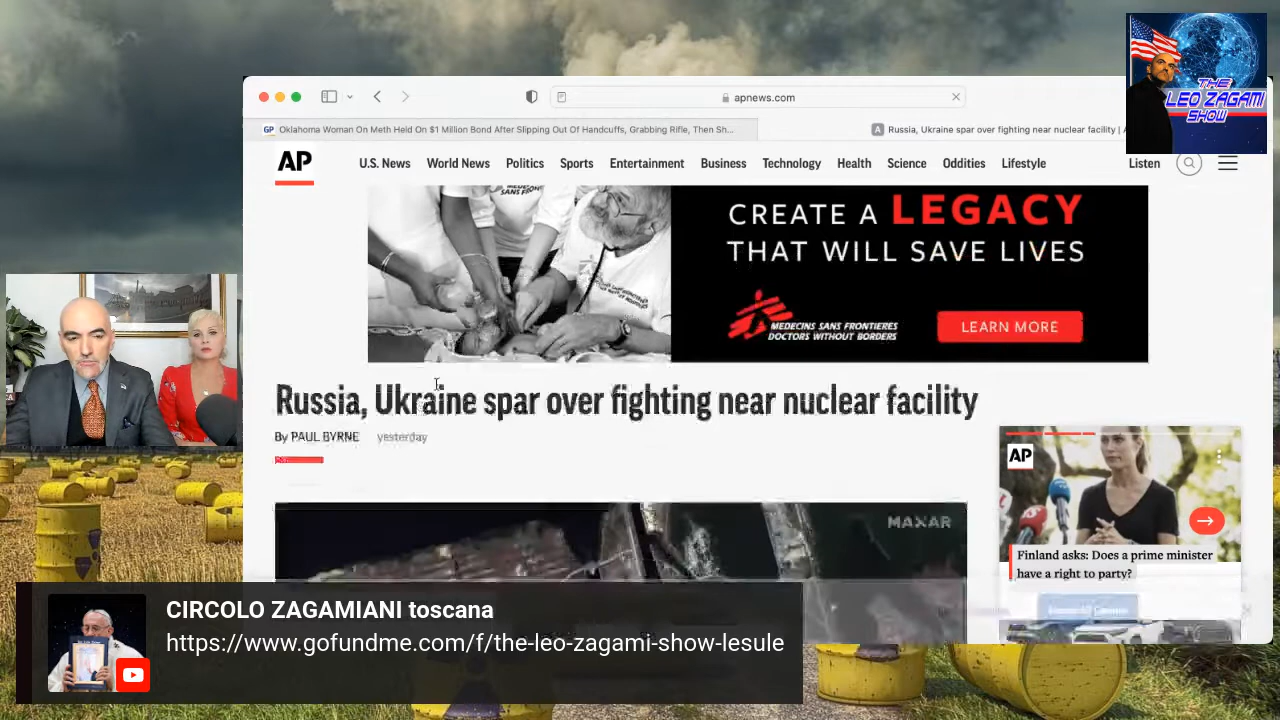 THE
LEO ZAGAMI
SHOW
apnews.com
GP Oklahoma Woman On Meth Held On $1 Million Bond After Slipping Out Of Handcuffs, Grabbing Rifle, Then Sh...
A Russia, Ukraine spar over fighting near nuclear facility |
AP U.S. News World News Politics Sports Entertainment Business Technology Health Science Oddities Lifestyle Listen
CREATE A LEGACY
THAT WILL SAVE LIVES
MEDECINS SANS FRONTIERES
DOCTORS WITHOUT BORDERS
LEARN MORE
Russia, Ukraine spar over fighting near nuclear facility
By PAUL BYRNE yesterday
MAXAR
AP
Finland asks: Does a prime minister
have a right to party?
CIRCOLO ZAGAMIANI toscana
https://www.gofundme.com/f/the-leo-zagami-show-lesule